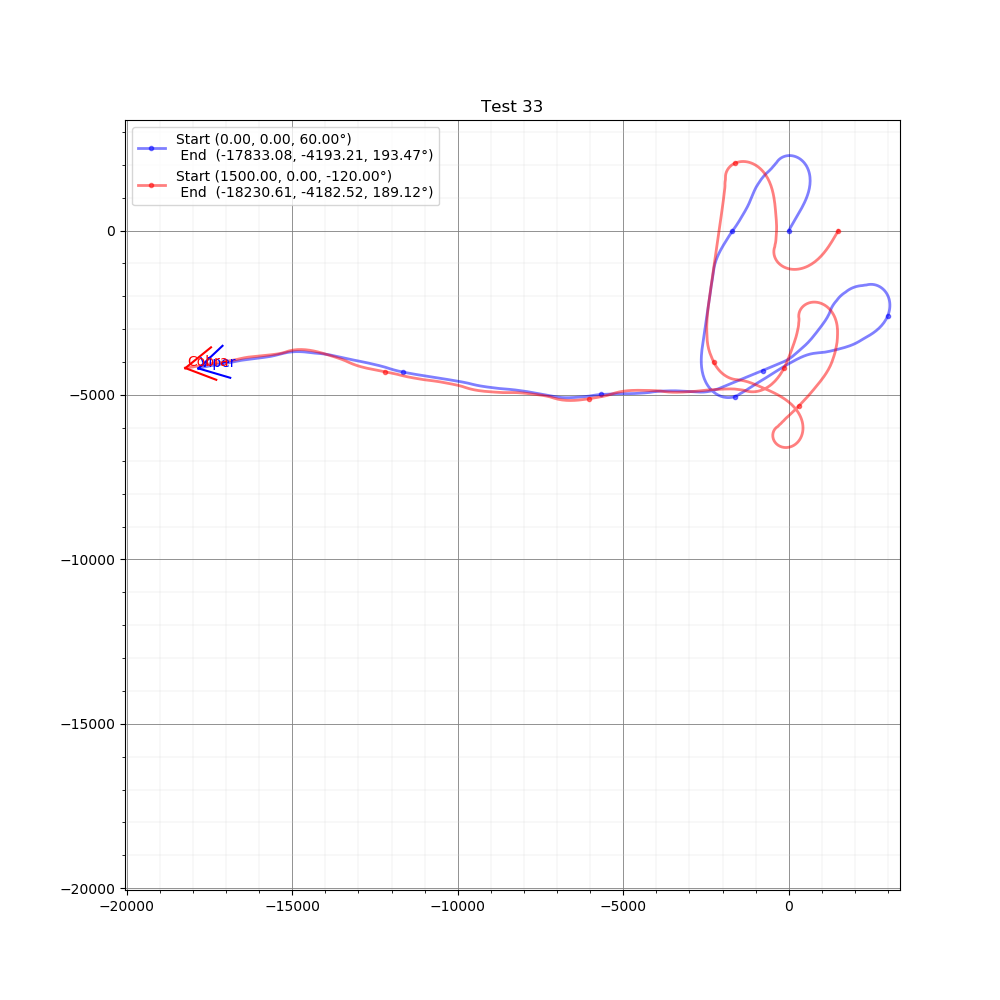 Test 33
Start (0.00, 0.00, 60.00°)
End  (-17833.08, -4193.21, 193.47°)
Start (1500.00, 0.00, -120.00°)
End  (-18230.61, -4182.52, 189.12°)
0
−5000
−10000
−15000
−20000
−20000 −15000 −10000 −5000 0